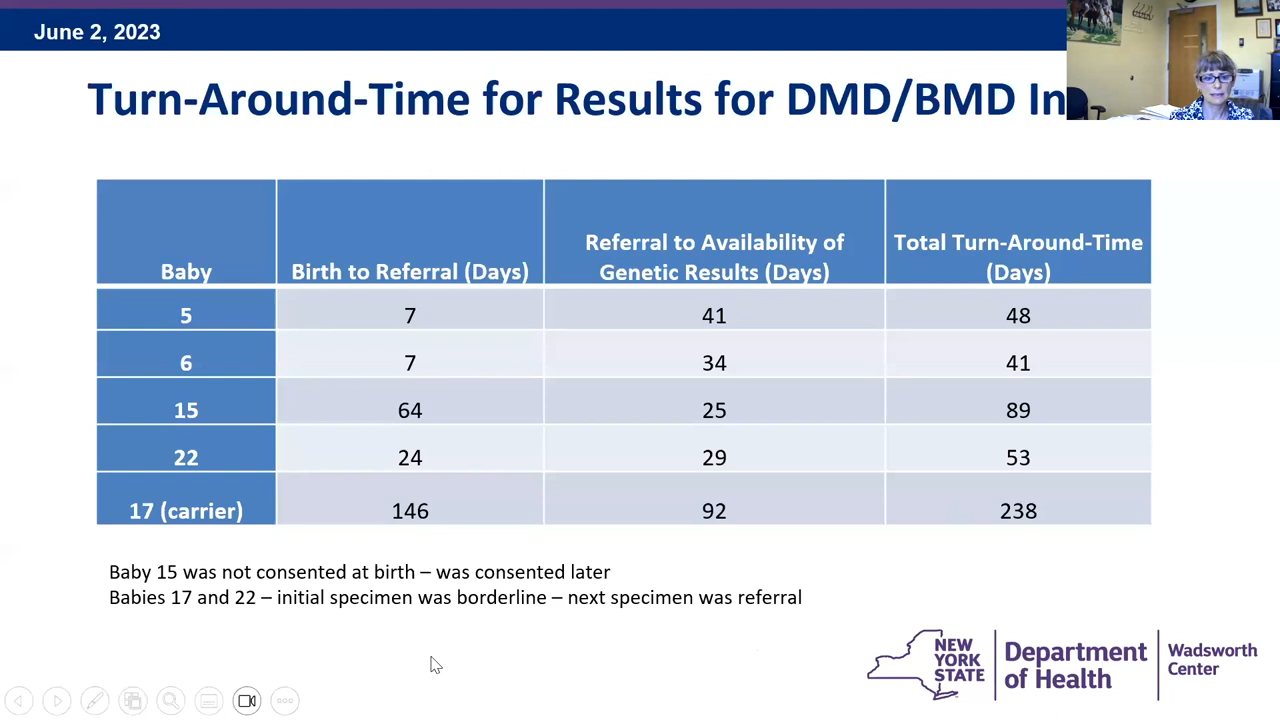 June 2, 2023
Turn-Around-Time for Results for DMD/BMD In
Baby
Birth to Referral (Days)
Referral to Availability of
Genetic Results (Days)
Total Turn-Around-Time
(Days)
5 7 41 48
6 7 34 41
15 64 25 89
22 24 29 53
17 (carrier) 146 92 238
Baby 15 was not consented at birth – was consented later
Babies 17 and 22 – initial specimen was borderline – next specimen was referral
NEW
YORK
STATE
Department
of Health
Wadsworth
Center